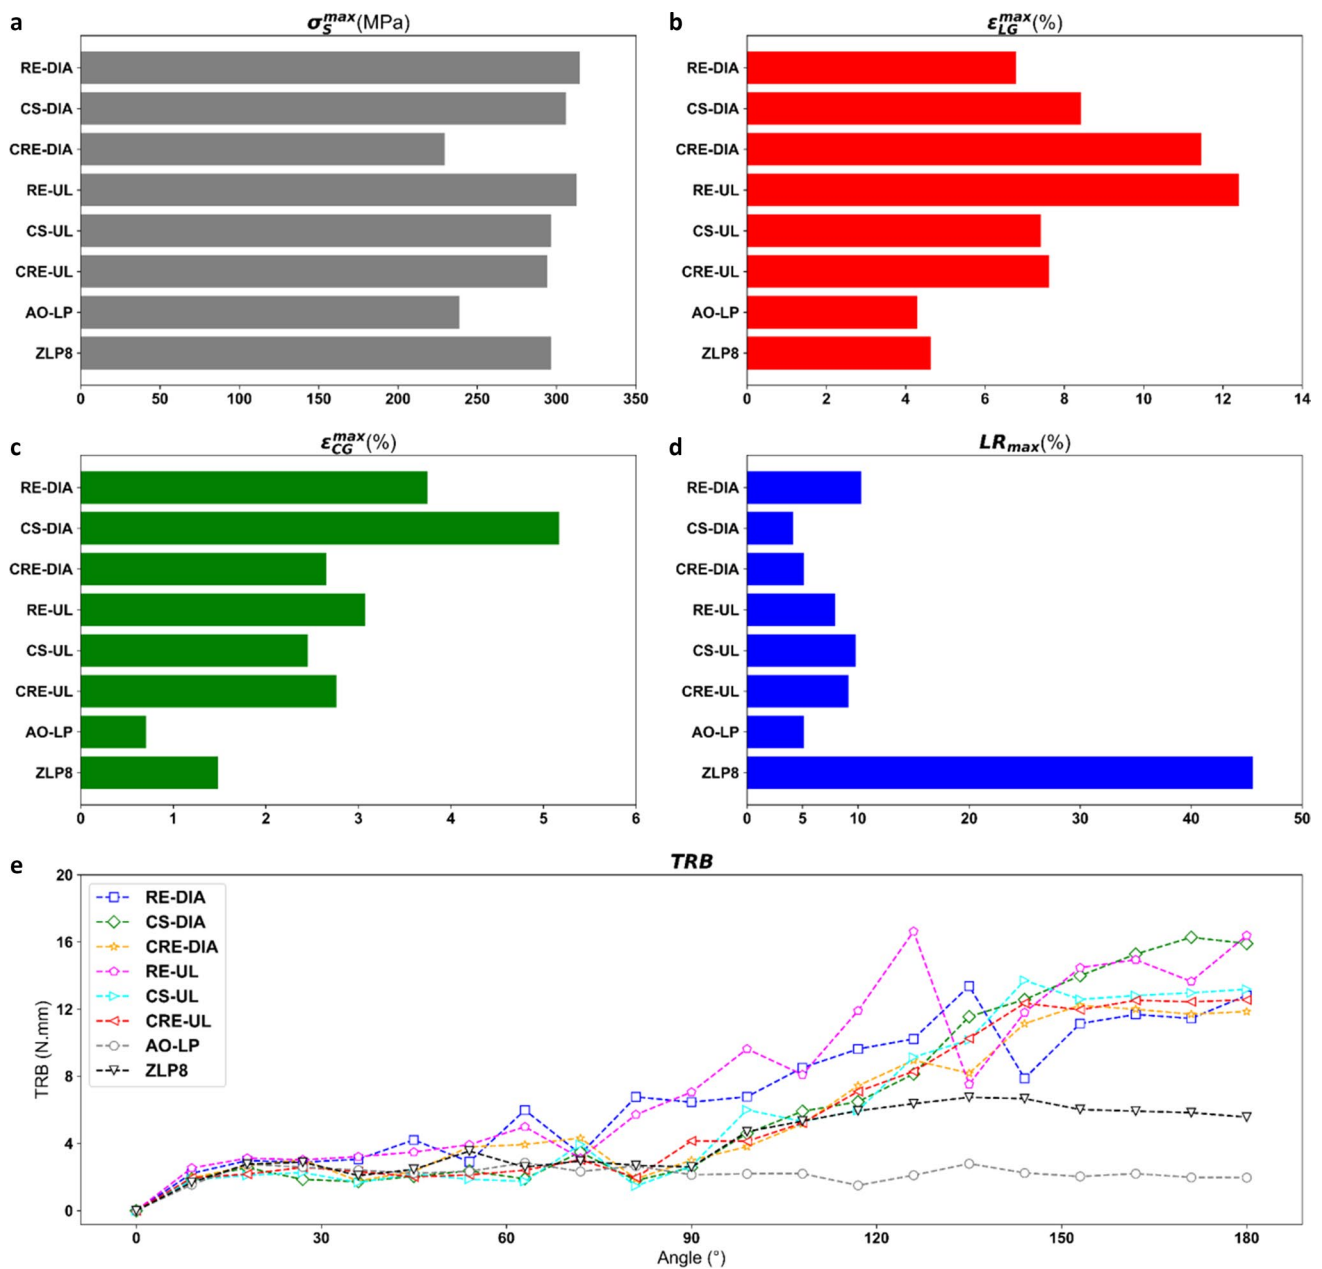 a
σ_S^max(MPa)
RE-DIA
CS-DIA
CRE-DIA
RE-UL
CS-UL
CRE-UL
AO-LP
ZLP8
0 50 100 150 200 250 300 350
b
ε_LG^max(%)
RE-DIA
CS-DIA
CRE-DIA
RE-UL
CS-UL
CRE-UL
AO-LP
ZLP8
0 2 4 6 8 10 12 14
c
ε_CG^max(%)
RE-DIA
CS-DIA
CRE-DIA
RE-UL
CS-UL
CRE-UL
AO-LP
ZLP8
0 1 2 3 4 5 6
d
LR_max(%)
RE-DIA
CS-DIA
CRE-DIA
RE-UL
CS-UL
CRE-UL
AO-LP
ZLP8
0 5 10 20 30 40 50
e
TRB
TRB (N.mm)
20
16
12
8
4
0
RE-DIA
CS-DIA
CRE-DIA
RE-UL
CS-UL
CRE-UL
AO-LP
ZLP8
0 30 60 90 120 150 180
Angle (°)